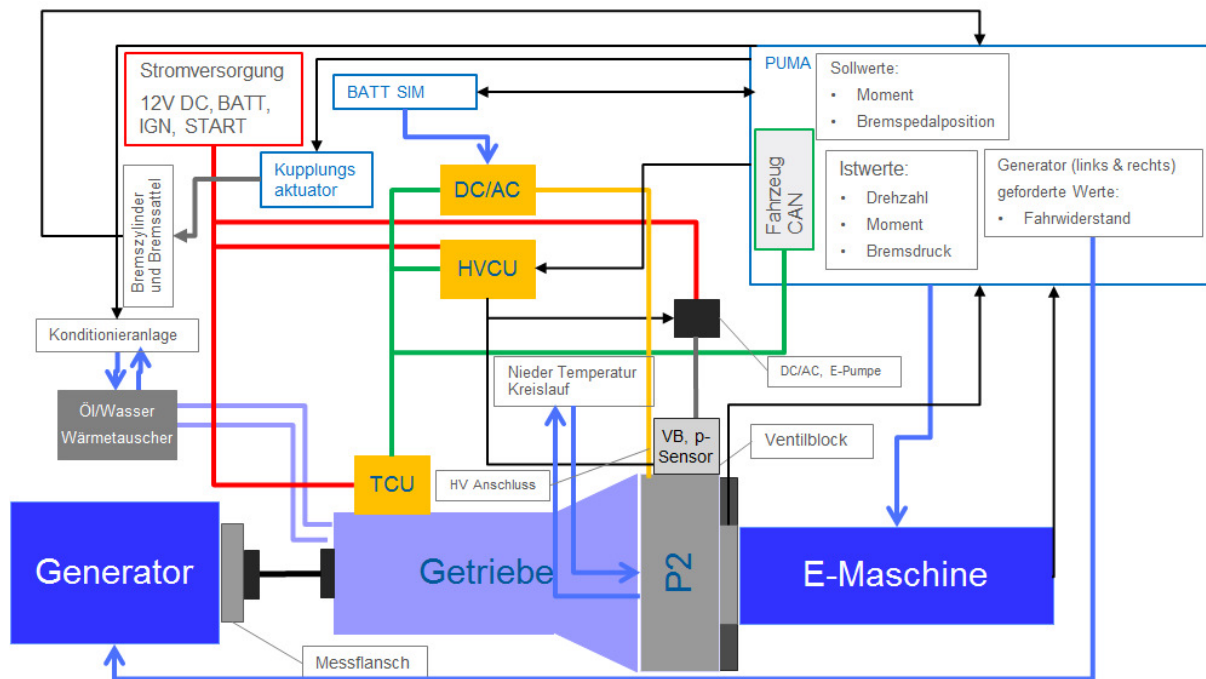 Stromversorgung
12V DC, BATT,
IGN, START
BATT SIM
PUMA
Sollwerte:
• Moment
• Bremspedalposition
Kupplungs
aktuator
DC/AC
Fahrzeug
CAN
Istwerte:
• Drehzahl
• Moment
• Bremsdruck
Generator (links & rechts)
geforderte Werte:
• Fahrwiderstand
Bremszylinder
und Bremssattel
HVCU
Konditionieranlage
DC/AC, E-Pumpe
Nieder Temperatur
Kreislauf
Öl/Wasser
Wärmetauscher
VB, p-
Sensor
Ventilblock
TCU
HV Anschluss
Generator
Getriebe
P2
E-Maschine
Messflansch